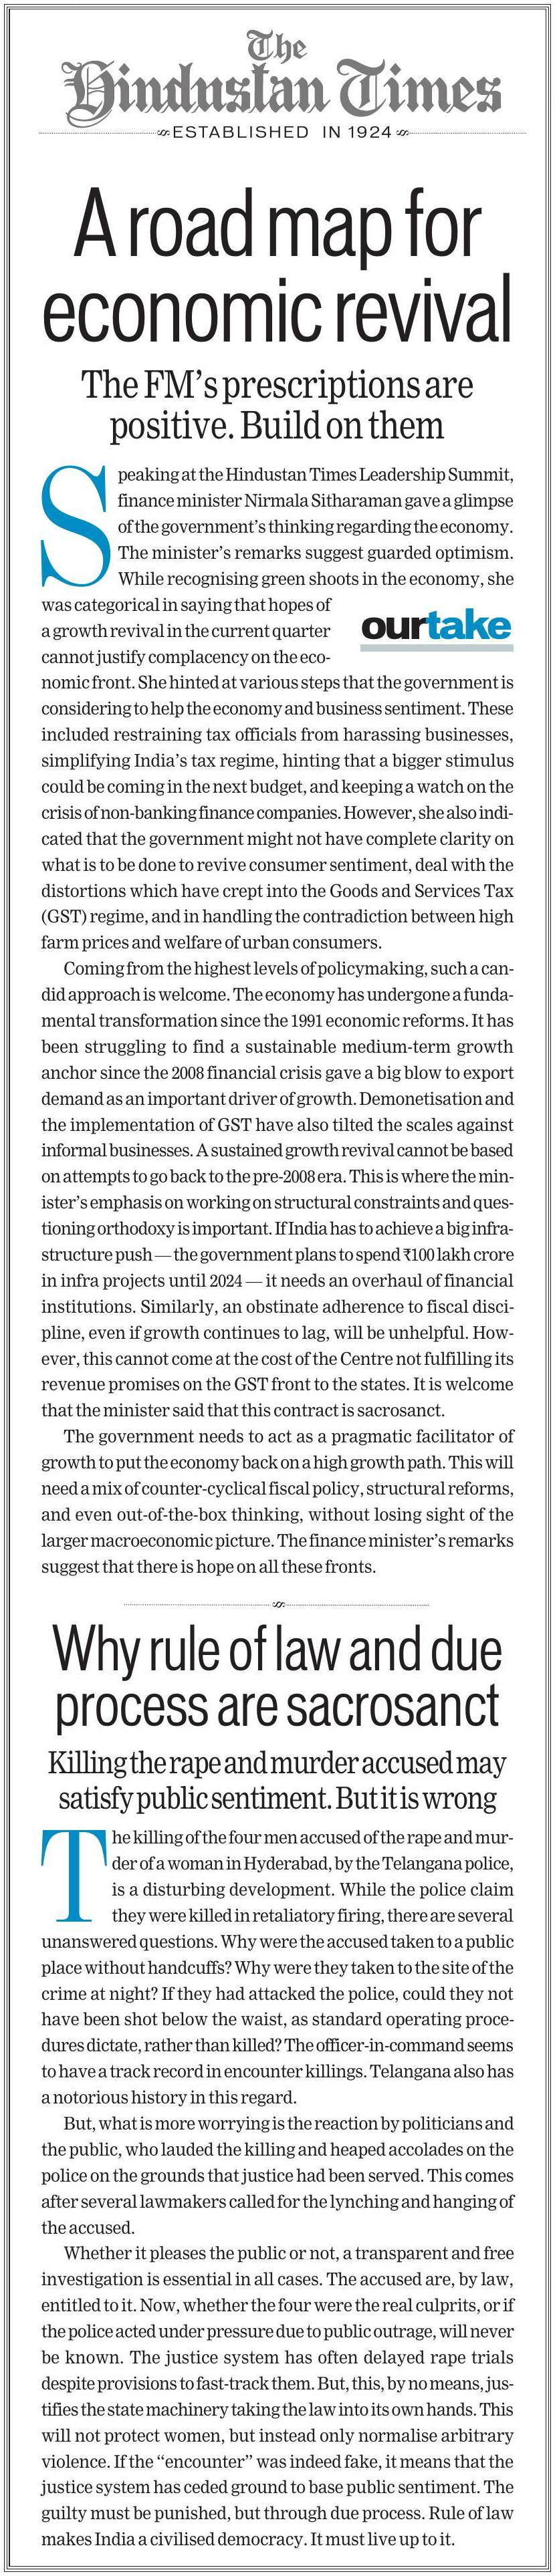 The
Hindustan Times
ESTABLISHED IN 1924
A road map for
economic revival
The FM's prescriptions are
positive. Build on them
Speaking at the Hindustan Times Leadership Summit,
finance minister Nirmala Sitharaman gave a glimpse
of the government's thinking regarding the economy.
The minister's remarks suggest guarded optimism.
While recognising green shoots in the economy, she
was categorical in saying that hopes of
a growth revival in the current quarter
cannot justify complacency on the eco-
ourtake
nomic front. She hinted at various steps that the government is
considering to help the economy and business sentiment. These
included restraining tax officials from harassing businesses,
simplifying India's tax regime, hinting that a bigger stimulus
could be coming in the next budget, and keeping a watch on the
crisis of non-banking finance companies. However, she also indi-
cated that the government might not have complete clarity on
what is to be done to revive consumer sentiment, deal with the
distortions which have crept into the Goods and Services Tax
(GST) regime, and in handling the contradiction between high
farm prices and welfare of urban consumers.
Coming from the highest levels of policymaking, such a can-
did approach is welcome. The economy has undergone a funda-
mental transformation since the 1991 economic reforms. It has
been struggling to find a sustainable medium-term growth
anchor since the 2008 financial crisis gave a big blow to export
demand as an important driver of growth. Demonetisation and
the implementation of GST have also tilted the scales against
informal businesses. A sustained growth revival cannot be based
on attempts to go back to the pre-2008 era. This is where the min-
ister's emphasis on working on structural constraints and ques-
tioning orthodoxy is important. If India has to achieve a big infra-
structure push — the government plans to spend ₹100 lakh crore
in infra projects until 2024 — it needs an overhaul of financial
institutions. Similarly, an obstinate adherence to fiscal disci-
pline, even if growth continues to lag, will be unhelpful. How-
ever, this cannot come at the cost of the Centre not fulfilling its
revenue promises on the GST front to the states. It is welcome
that the minister said that this contract is sacrosanct.
The government needs to act as a pragmatic facilitator of
growth to put the economy back on a high growth path. This will
need a mix of counter-cyclical fiscal policy, structural reforms,
and even out-of-the-box thinking, without losing sight of the
larger macroeconomic picture. The finance minister's remarks
suggest that there is hope on all these fronts.
Why rule of law and due
process are sacrosanct
Killing the rape and murder accused may
satisfy public sentiment. But it is wrong
The killing of the four men accused of the rape and mur-
der of a woman in Hyderabad, by the Telangana police,
is a disturbing development. While the police claim
they were killed in retaliatory firing, there are several
unanswered questions. Why were the accused taken to a public
place without handcuffs? Why were they taken to the site of the
crime at night? If they had attacked the police, could they not
have been shot below the waist, as standard operating proce-
dures dictate, rather than killed? The officer-in-command seems
to have a track record in encounter killings. Telangana also has
a notorious history in this regard.
But, what is more worrying is the reaction by politicians and
the public, who lauded the killing and heaped accolades on the
police on the grounds that justice had been served. This comes
after several lawmakers called for the lynching and hanging of
the accused.
Whether it pleases the public or not, a transparent and free
investigation is essential in all cases. The accused are, by law,
entitled to it. Now, whether the four were the real culprits, or if
the police acted under pressure due to public outrage, will never
be known. The justice system has often delayed rape trials
despite provisions to fast-track them. But, this, by no means, jus-
tifies the state machinery taking the law into its own hands. This
will not protect women, but instead only normalise arbitrary
violence. If the "encounter" was indeed fake, it means that the
justice system has ceded ground to base public sentiment. The
guilty must be punished, but through due process. Rule of law
makes India a civilised democracy. It must live up to it.